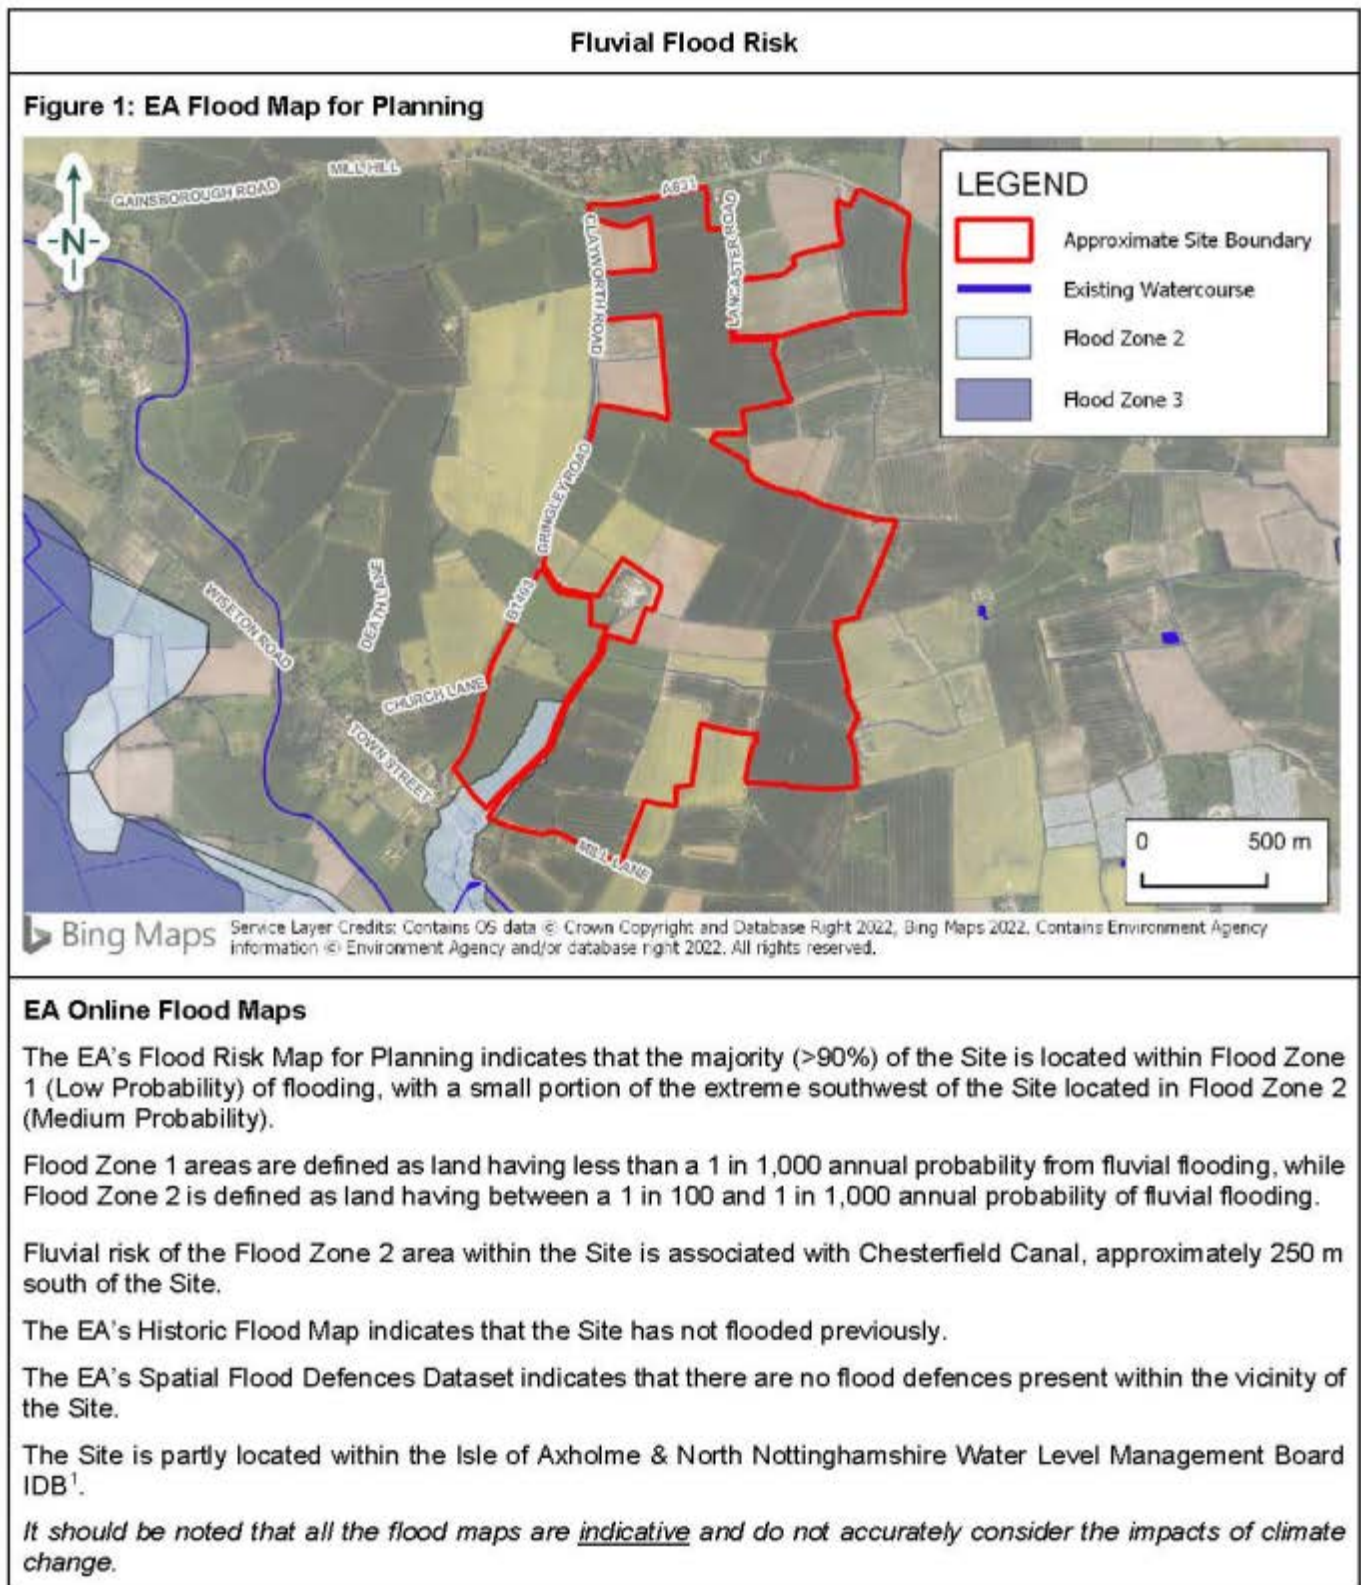 Fluvial Flood Risk
Figure 1: EA Flood Map for Planning
N
GAINSBOROUGH ROAD
MILL HILL
A631
CLAYWORTH ROAD
LANCASTER ROAD
GRINGLEY ROAD
B1403
WISETON ROAD
DEATH LANE
CHURCH LANE
TOWN STREET
MILL LANE
LEGEND
Approximate Site Boundary
Existing Watercourse
Flood Zone 2
Flood Zone 3
0 500 m
Bing Maps
Service Layer Credits: Contains OS data © Crown Copyright and Database Right 2022, Bing Maps 2022. Contains Environment Agency
information © Environment Agency and/or database right 2022. All rights reserved.
EA Online Flood Maps
The EA's Flood Risk Map for Planning indicates that the majority (>90%) of the Site is located within Flood Zone
1 (Low Probability) of flooding, with a small portion of the extreme southwest of the Site located in Flood Zone 2
(Medium Probability).
Flood Zone 1 areas are defined as land having less than a 1 in 1,000 annual probability from fluvial flooding, while
Flood Zone 2 is defined as land having between a 1 in 100 and 1 in 1,000 annual probability of fluvial flooding.
Fluvial risk of the Flood Zone 2 area within the Site is associated with Chesterfield Canal, approximately 250 m
south of the Site.
The EA's Historic Flood Map indicates that the Site has not flooded previously.
The EA's Spatial Flood Defences Dataset indicates that there are no flood defences present within the vicinity of
the Site.
The Site is partly located within the Isle of Axholme & North Nottinghamshire Water Level Management Board
IDB¹.
It should be noted that all the flood maps are indicative and do not accurately consider the impacts of climate
change.